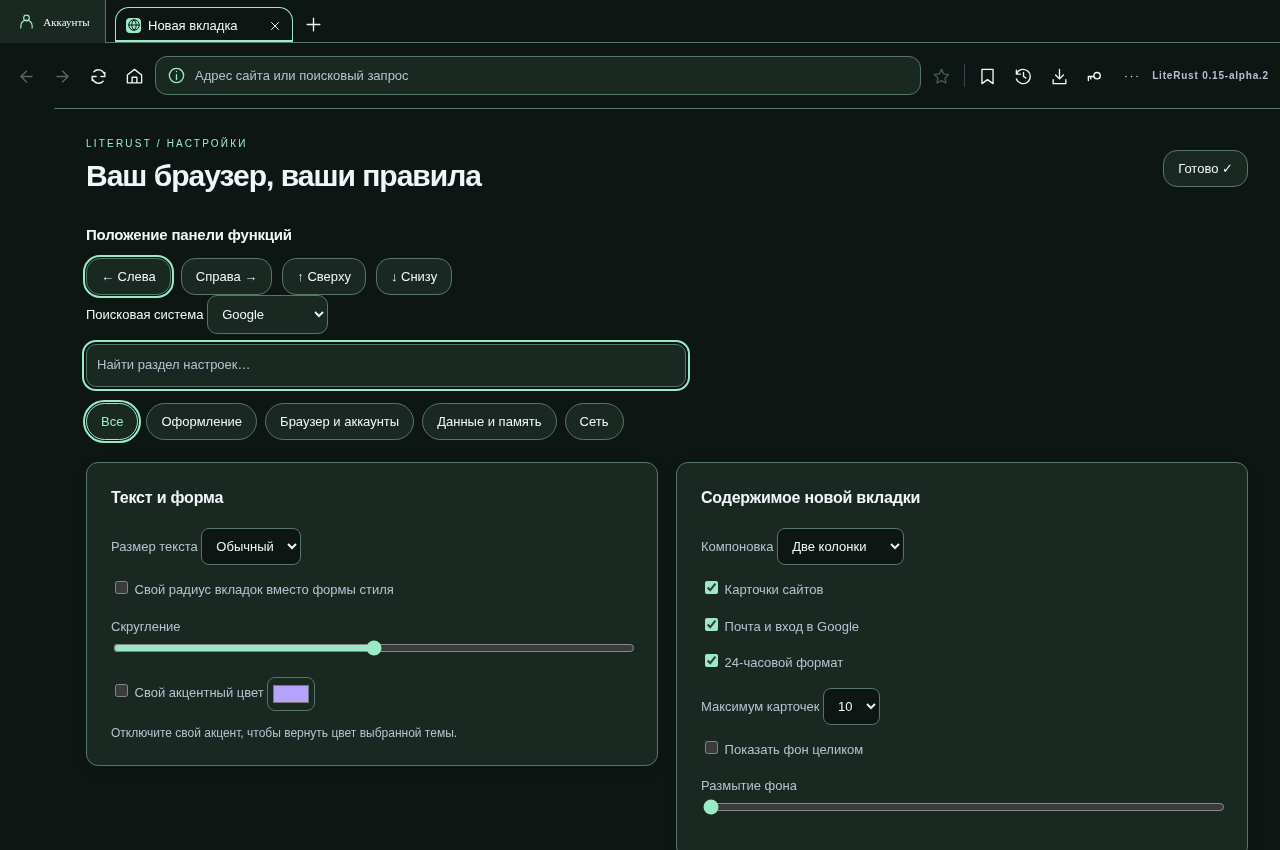 Аккаунты
Новая вкладка
Адрес сайта или поисковый запрос
LiteRust 0.15-alpha.2
LITERUST / НАСТРОЙКИ
Ваш браузер, ваши правила
Готово ✓
Положение панели функций
← Слева
Справа →
↑ Сверху
↓ Снизу
Поисковая система Google
Найти раздел настроек…
Все
Оформление
Браузер и аккаунты
Данные и память
Сеть
Текст и форма
Размер текста Обычный
Свой радиус вкладок вместо формы стиля
Скругление
Свой акцентный цвет
Отключите свой акцент, чтобы вернуть цвет выбранной темы.
Содержимое новой вкладки
Компоновка Две колонки
Карточки сайтов
Почта и вход в Google
24-часовой формат
Максимум карточек 10
Показать фон целиком
Размытие фона